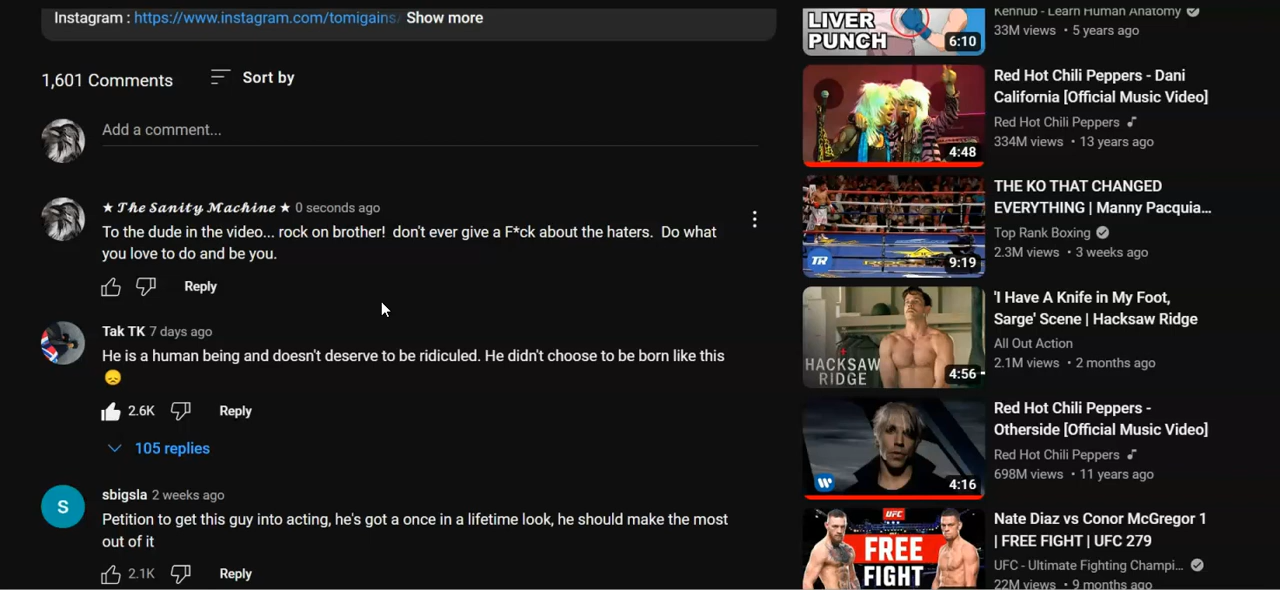 Instagram : https://www.instagram.com/tomigains Show more
1,601 Comments
Sort by
Add a comment...
★ 𝓣𝓱𝓮 𝓢𝓪𝓷𝓲𝓽𝔂 𝓜𝓪𝓬𝓱𝓲𝓷𝓮 ★ 0 seconds ago
To the dude in the video... rock on brother!  don't ever give a F*ck about the haters.  Do what
you love to do and be you.
Reply
Tak TK 7 days ago
He is a human being and doesn't deserve to be ridiculed. He didn't choose to be born like this
😞
2.6K Reply
105 replies
S
sbigsla 2 weeks ago
Petition to get this guy into acting, he's got a once in a lifetime look, he should make the most
out of it
2.1K Reply
LIVER
PUNCH
6:10
Kenhub - Learn Human Anatomy
33M views • 5 years ago
4:48
Red Hot Chili Peppers - Dani
California [Official Music Video]
Red Hot Chili Peppers
334M views • 13 years ago
TR
9:19
THE KO THAT CHANGED
EVERYTHING | Manny Pacquia...
Top Rank Boxing
2.3M views • 3 weeks ago
HACKSAW
RIDGE
4:56
'I Have A Knife in My Foot,
Sarge' Scene | Hacksaw Ridge
All Out Action
2.1M views • 2 months ago
4:16
Red Hot Chili Peppers -
Otherside [Official Music Video]
Red Hot Chili Peppers
698M views • 11 years ago
UFC
FREE
FIGHT
Nate Diaz vs Conor McGregor 1
| FREE FIGHT | UFC 279
UFC - Ultimate Fighting Champi...
22M views • 9 months ago